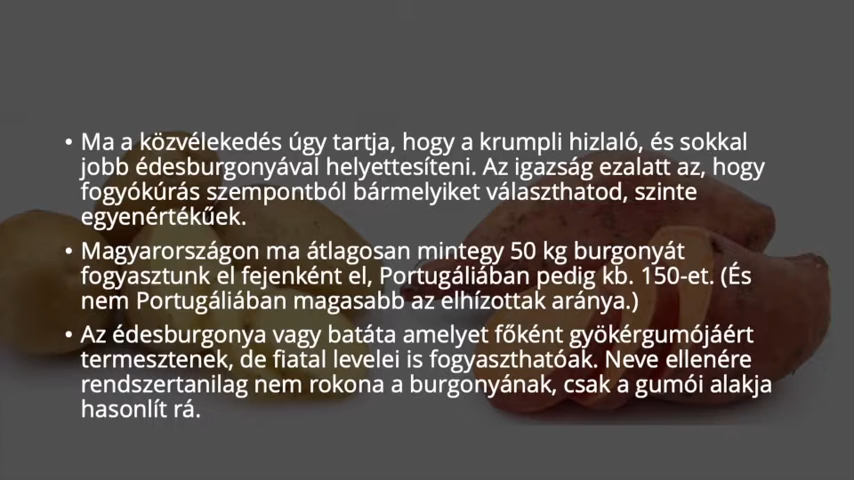 • Ma a közvélekedés úgy tartja, hogy a krumpli hizlaló, és sokkal
jobb édesburgonyával helyettesíteni. Az igazság ezalatt az, hogy
fogyókúrás szempontból bármelyiket választhatod, szinte
egyenértékűek.
• Magyarországon ma átlagosan mintegy 50 kg burgonyát
fogyasztunk el fejenként el, Portugáliában pedig kb. 150-et. (És
nem Portugáliában magasabb az elhízottak aránya.)
• Az édesburgonya vagy batáta amelyet főként gyökérgumójáért
termesztenek, de fiatal levelei is fogyaszthatóak. Neve ellenére
rendszertanilag nem rokona a burgonyának, csak a gumói alakja
hasonlít rá.